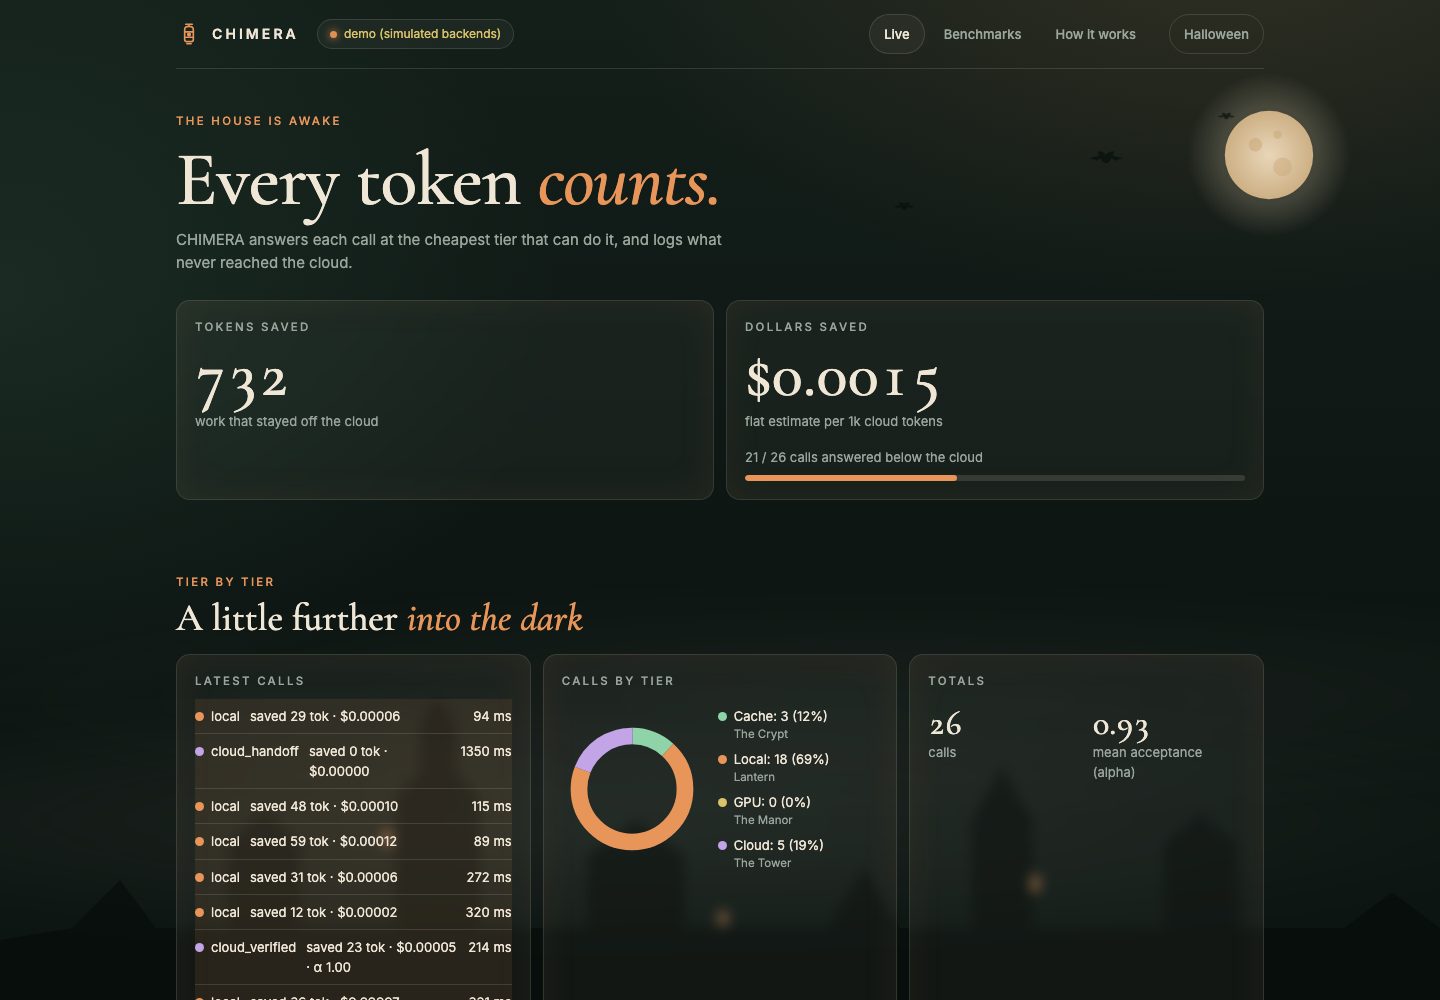 CHIMERA
demo (simulated backends)
Live
Benchmarks
How it works
Halloween
THE HOUSE IS AWAKE
Every token counts.
CHIMERA answers each call at the cheapest tier that can do it, and logs what
never reached the cloud.
TOKENS SAVED
732
work that stayed off the cloud
DOLLARS SAVED
$0.0015
flat estimate per 1k cloud tokens
21 / 26 calls answered below the cloud
TIER BY TIER
A little further into the dark
LATEST CALLS
local saved 29 tok · $0.00006 94 ms
cloud_handoff saved 0 tok · 1350 ms
$0.00000
local saved 48 tok · $0.00010 115 ms
local saved 59 tok · $0.00012 89 ms
local saved 31 tok · $0.00006 272 ms
local saved 12 tok · $0.00002 320 ms
cloud_verified saved 23 tok · $0.00005 214 ms
· α 1.00
CALLS BY TIER
Cache: 3 (12%)
The Crypt
Local: 18 (69%)
Lantern
GPU: 0 (0%)
The Manor
Cloud: 5 (19%)
The Tower
TOTALS
26
calls
0.93
mean acceptance
(alpha)